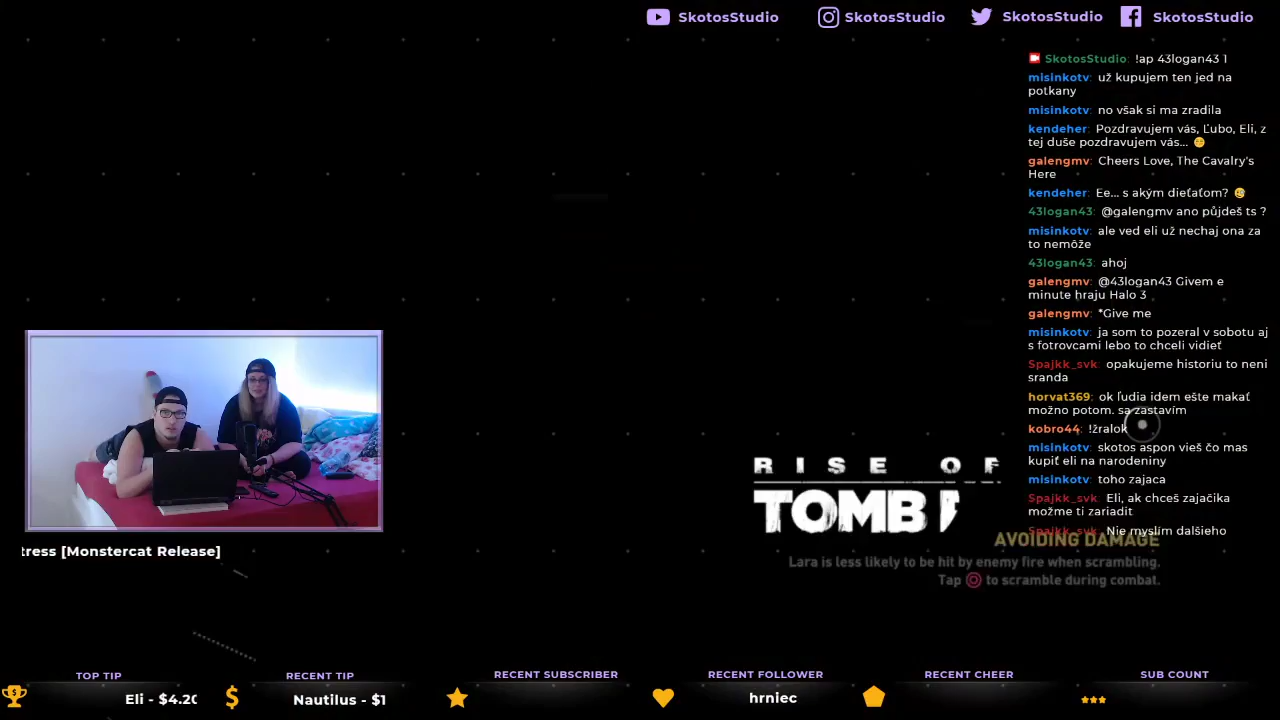 SkotosStudio SkotosStudio SkotosStudio SkotosStudio
SkotosStudio: !ap 43logan43 1
misinkotv: už kupujem ten jed na
potkany
misinkotv: no však si ma zradila
kendeher: Pozdravujem vás, Ľubo, Eli, z
tej duše pozdravujem vás...
galengmv: Cheers Love, The Cavalry's
Here
kendeher: Ee... s akým dieťaťom?
43logan43: @galengmv ano půjdeš ts ?
misinkotv: ale ved eli už nechaj ona za
to nemôže
43logan43: ahoj
galengmv: @43logan43 Givem e
minute hraju Halo 3
galengmv: *Give me
misinkotv: ja som to pozeral v sobotu aj
s fotrovcami lebo to chceli vidieť
Spajkk_svk: opakujeme historiu to neni
sranda
horvat369: ok ľudia idem ešte makať
možno potom. sa zastavím
kobro44: !žralok
misinkotv: skotos aspon vieš čo mas
kupiť eli na narodeniny
misinkotv: toho zajaca
Spajkk_svk: Eli, ak chceš zajačika
možme ti zariadit
Spajkk_svk: Nie myslím dalšieho
RISE OF
TOMB
AVOIDING DAMAGE
Lara is less likely to be hit by enemy fire when scrambling.
Tap to scramble during combat.
tress [Monstercat Release]
TOP TIP RECENT TIP RECENT SUBSCRIBER RECENT FOLLOWER RECENT CHEER SUB COUNT
Eli - $4.20 Nautilus - $1 hrniec